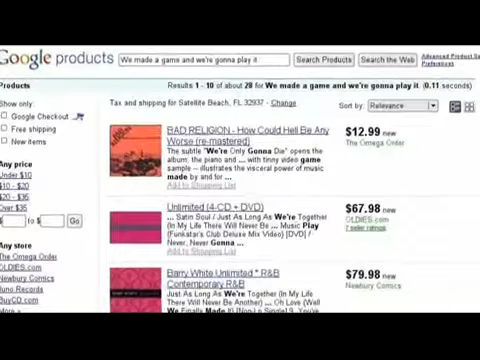 Google products
We made a game and we're gonna play it
Search Products
Search the Web
Advanced Product
Preferences
Products
Results 1 - 10 of about 28 for We made a game and we're gonna play it. (0.11 seconds)
Tax and shipping for Satellite Beach, FL 32937 - Change
Sort by: Relevance
Show only:
Google Checkout
Free shipping
New items
Any price
Under $10
$10 - $20
$20 - $35
Over $35
$ to $ Go
Any store
The Omega Order
OLDIES.com
Newbury Comics
Juno Records
BuyCD.com
More »
BAD RELIGION - How Could Hell Be Any
Worse (re-mastered)
The subtle "We're Only Gonna Die" opens the
album; the piano and ... with tinny video game
sample -- illustrates the visceral power of music
made by and for ...
Add to Shopping List
$12.99 new
The Omega Order
Unlimited (4-CD + DVD)
... Satin Soul / Just As Long As We're Together
(In My Life There Will Never Be ... Music Play
(Funkstar's Club Deluxe Mix Video) [DVD] /
Never, Never Gonna ...
Add to Shopping List
$67.98 new
OLDIES.com
7 seller ratings
Barry White Unlimited * R&B
Contemporary R&B
Just As Long As We're Together (In My Life
There Will Never Be ... Oh Love (Well
We Finally Made It)
$79.98 new
Newbury Comics